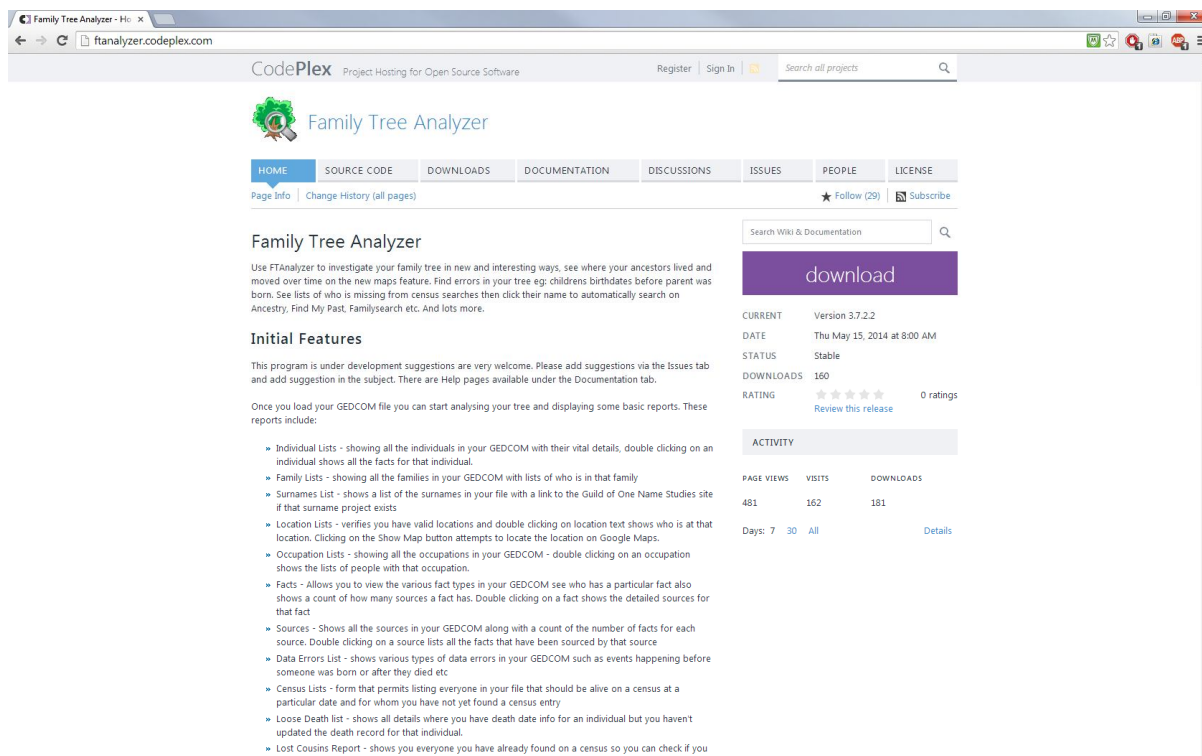 Family Tree Analyzer - Ho
ftanalyzer.codeplex.com
CodePlex Project Hosting for Open Source Software
Register Sign In
Search all projects
Family Tree Analyzer
HOME SOURCE CODE DOWNLOADS DOCUMENTATION DISCUSSIONS ISSUES PEOPLE LICENSE
Page Info Change History (all pages)
Follow (29) Subscribe
Family Tree Analyzer
Use FTAnalyzer to investigate your family tree in new and interesting ways, see where your ancestors lived and
moved over time on the new maps feature. Find errors in your tree eg: childrens birthdates before parent was
born. See lists of who is missing from census searches then click their name to automatically search on
Ancestry, Find My Past, Familysearch etc. And lots more.
Initial Features
This program is under development suggestions are very welcome. Please add suggestions via the Issues tab
and add suggestion in the subject. There are Help pages available under the Documentation tab.
Once you load your GEDCOM file you can start analysing your tree and displaying some basic reports. These
reports include:
» Individual Lists - showing all the individuals in your GEDCOM with their vital details, double clicking on an
individual shows all the facts for that individual.
» Family Lists - showing all the families in your GEDCOM with lists of who is in that family
» Surnames List - shows a list of the surnames in your file with a link to the Guild of One Name Studies site
if that surname project exists
» Location Lists - verifies you have valid locations and double clicking on location text shows who is at that
location. Clicking on the Show Map button attempts to locate the location on Google Maps.
» Occupation Lists - showing all the occupations in your GEDCOM - double clicking on an occupation
shows the lists of people with that occupation.
» Facts - Allows you to view the various fact types in your GEDCOM see who has a particular fact also
shows a count of how many sources a fact has. Double clicking on a fact shows the detailed sources for
that fact
» Sources - Shows all the sources in your GEDCOM along with a count of the number of facts for each
source. Double clicking on a source lists all the facts that have been sourced by that source
» Data Errors List - shows various types of data errors in your GEDCOM such as events happening before
someone was born or after they died etc
» Census Lists - form that permits listing everyone in your file that should be alive on a census at a
particular date and for whom you have not yet found a census entry
» Loose Death list - shows all details where you have death date info for an individual but you haven't
updated the death record for that individual.
» Lost Cousins Report - shows you everyone you have already found on a census so you can check if you
Search Wiki & Documentation
download
CURRENT Version 3.7.2.2
DATE Thu May 15, 2014 at 8:00 AM
STATUS Stable
DOWNLOADS 160
RATING 0 ratings
Review this release
ACTIVITY
PAGE VIEWS VISITS DOWNLOADS
481 162 181
Days: 7 30 All Details